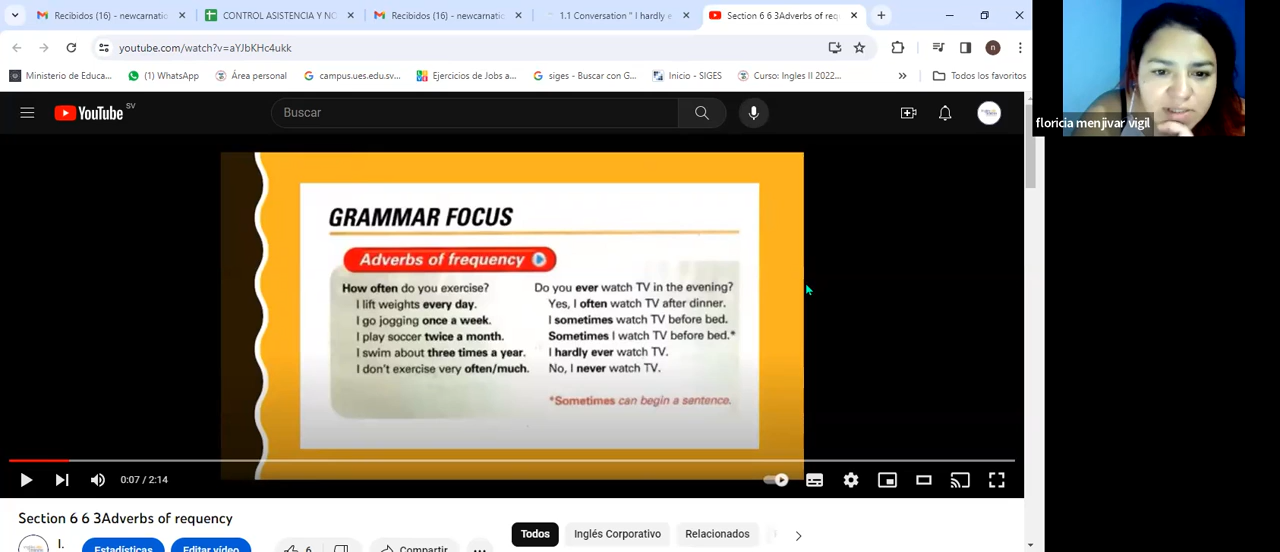 Recibidos (16) - newcarnatic
CONTROL ASISTENCIA Y NO
Recibidos (16) - newcarnati
1.1 Conversation " I hardly e
Section 6 6 3Adverbs of req
youtube.com/watch?v=aYJbKHc4ukk
Ministerio de Educa...
(1) WhatsApp
Área personal
campus.ues.edu.sv...
Ejercicios de Jobs a...
siges - Buscar con G...
Inicio - SIGES
Curso: Ingles II 2022...
Todos los favoritos
floricia menjivar vigil
YouTube SV
Buscar
GRAMMAR FOCUS
Adverbs of frequency
How often do you exercise?
I lift weights every day.
I go jogging once a week.
I play soccer twice a month.
I swim about three times a year.
I don't exercise very often/much.
Do you ever watch TV in the evening?
Yes, I often watch TV after dinner.
I sometimes watch TV before bed.
Sometimes I watch TV before bed.*
I hardly ever watch TV.
No, I never watch TV.
*Sometimes can begin a sentence.
0:07 / 2:14
Section 6 6 3Adverbs of requency
I.
Estadísticas
Editar vídeo
6
Compartir
Todos
Inglés Corporativo
Relacionados